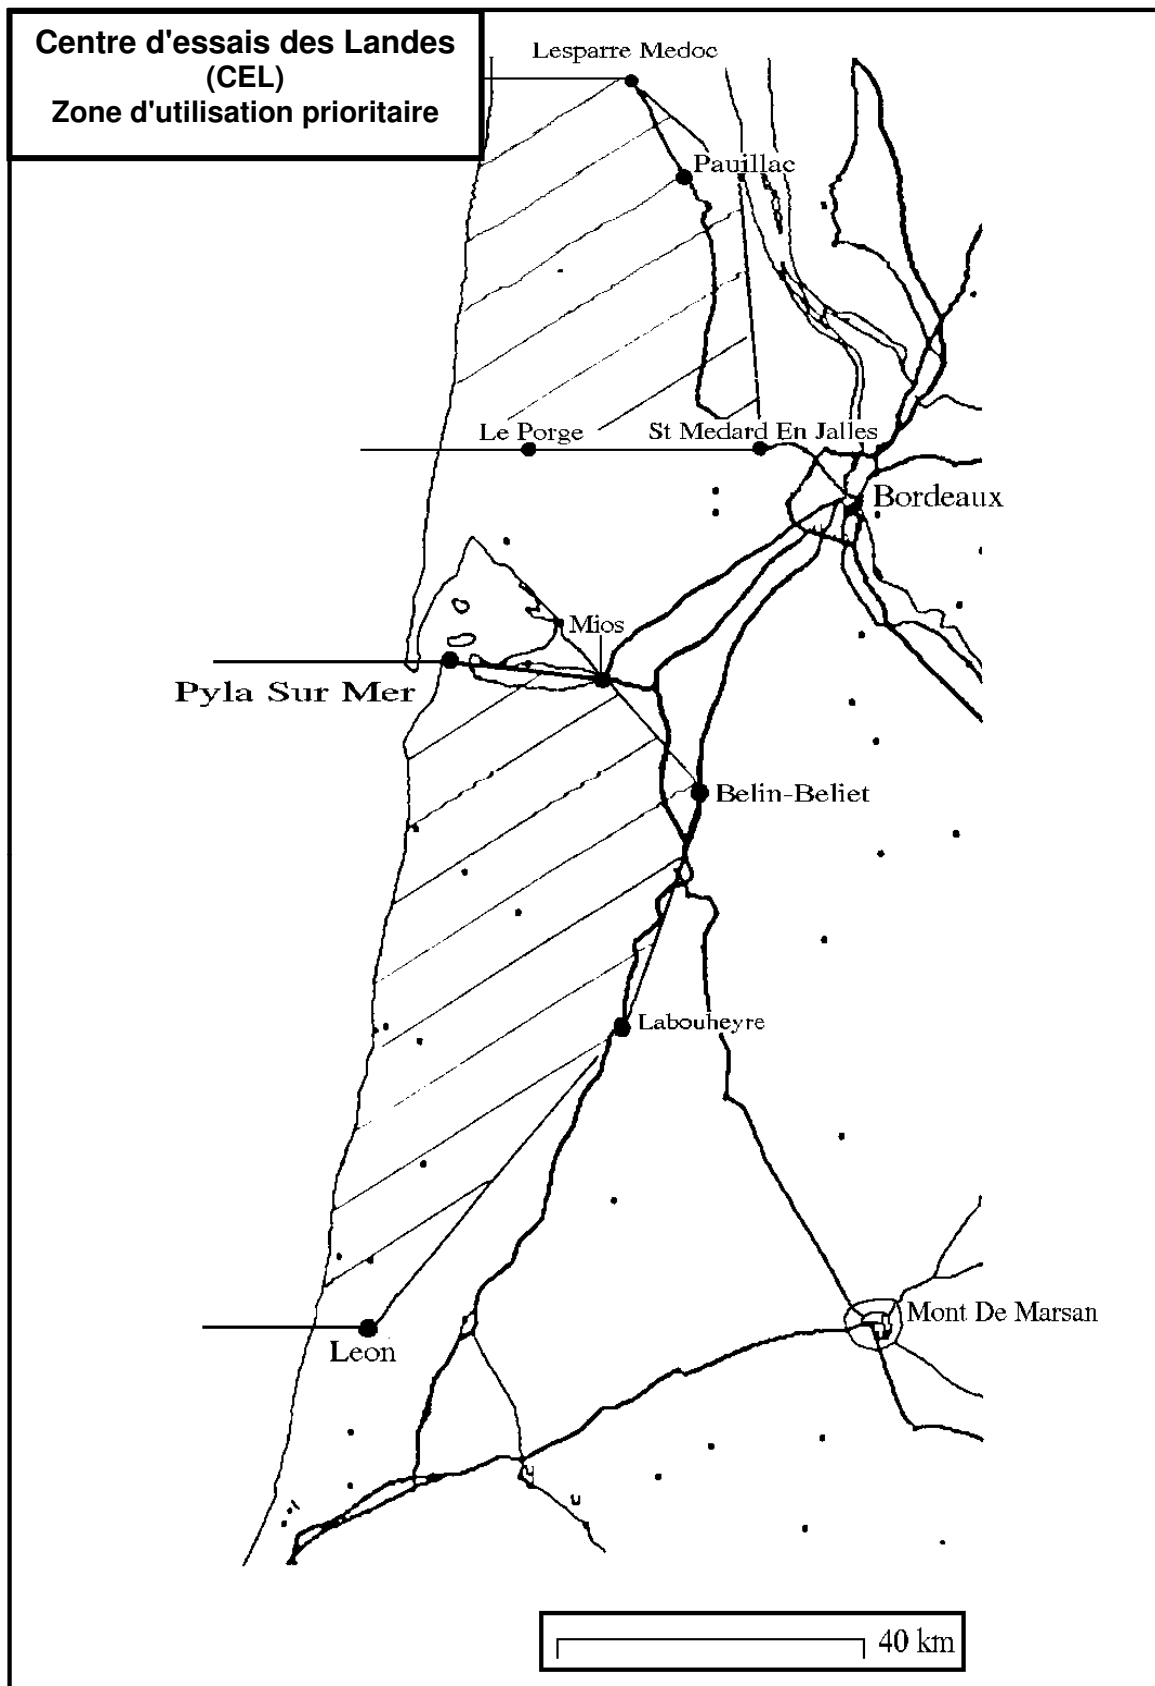 Centre d'essais des Landes
(CEL)
Zone d'utilisation prioritaire
Lesparre Medoc
Pauillac
Le Porge
St Medard En Jalles
Bordeaux
Mios
Pyla Sur Mer
Belin-Beliet
Labouheyre
Mont De Marsan
Leon
40 km